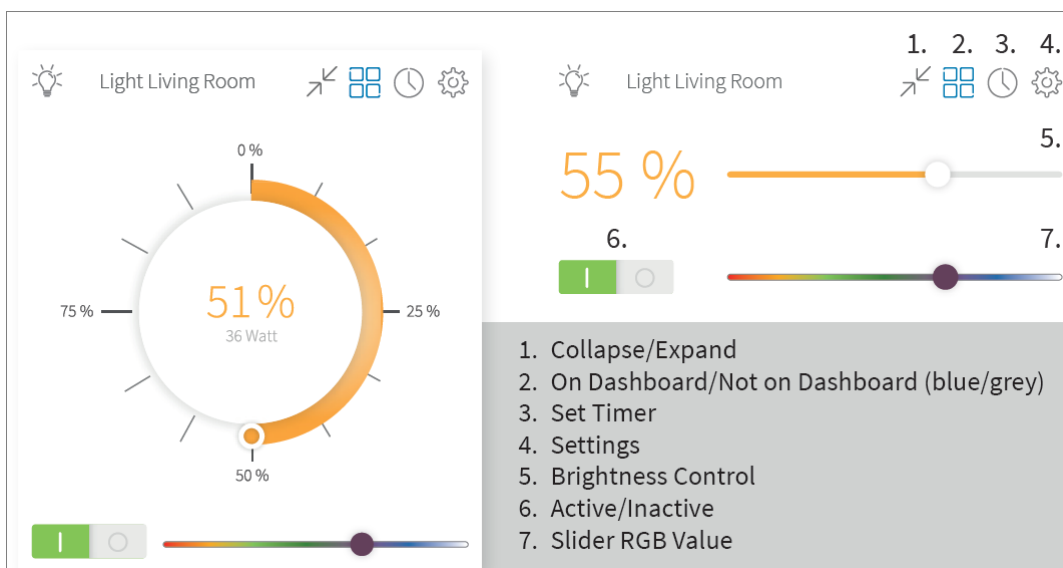 Light Living Room
0 %
75 %
51%
36 Watt
25 %
50 %
1. 2. 3. 4.
Light Living Room
5.
55 %
6.
7.
1. Collapse/Expand
2. On Dashboard/Not on Dashboard (blue/grey)
3. Set Timer
4. Settings
5. Brightness Control
6. Active/Inactive
7. Slider RGB Value